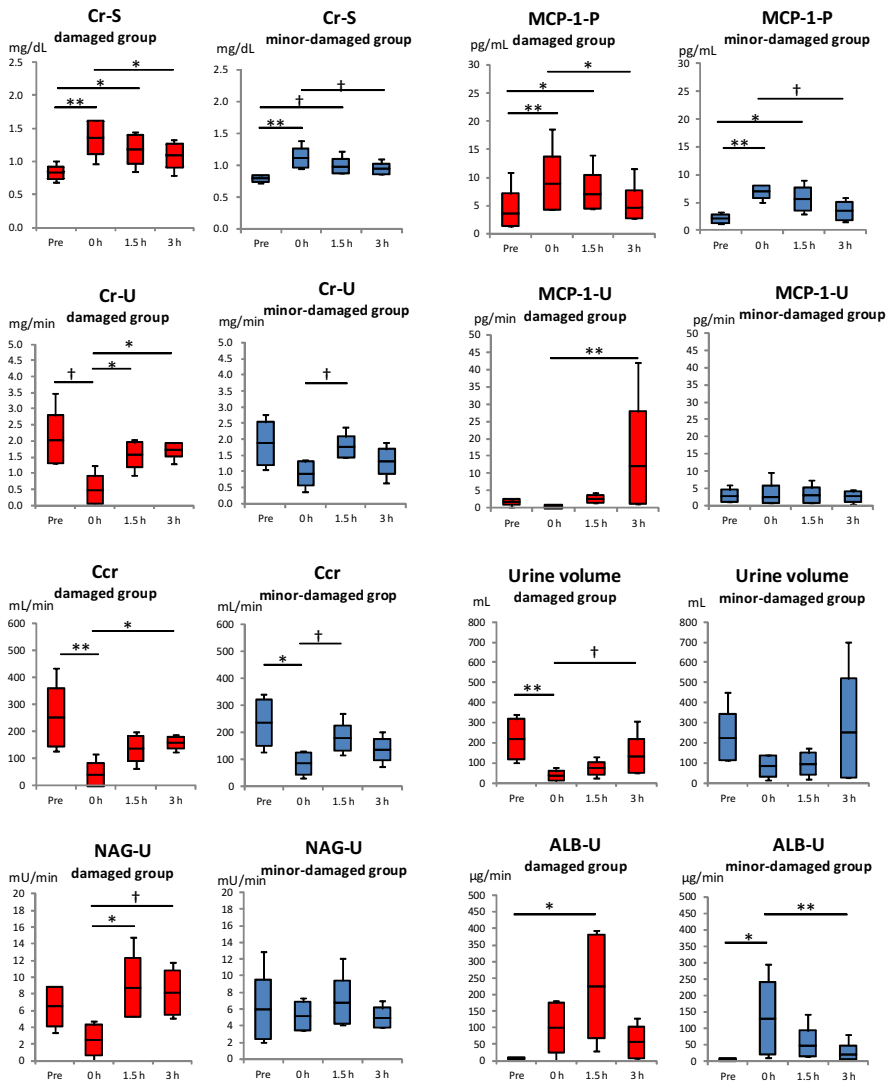 Cr-S
damaged group
mg/dL
2.5
2.0
1.5
1.0
0.5
0.0
**
*
*
Pre
0 h
1.5 h
3 h
Cr-S
minor-damaged group
mg/dL
2.5
2.0
1.5
1.0
0.5
0.0
**
†
†
Pre
0 h
1.5 h
3 h
MCP-1-P
damaged group
pg/mL
30
25
20
15
10
5
0
**
*
*
Pre
0 h
1.5 h
3 h
MCP-1-P
minor-damaged group
pg/mL
30
25
20
15
10
5
0
**
*
†
Pre
0 h
1.5 h
3 h
Cr-U
damaged group
mg/min
5.0
4.5
4.0
3.5
3.0
2.5
2.0
1.5
1.0
0.5
0.0
†
*
*
Pre
0 h
1.5 h
3 h
Cr-U
minor-damaged group
mg/min
5.0
4.5
4.0
3.5
3.0
2.5
2.0
1.5
1.0
0.5
0.0
†
Pre
0 h
1.5 h
3 h
MCP-1-U
damaged group
pg/min
50
45
40
35
30
25
20
15
10
5
0
**
Pre
0 h
1.5 h
3 h
MCP-1-U
minor-damaged group
pg/min
50
45
40
35
30
25
20
15
10
5
0
Pre
0 h
1.5 h
3 h
Ccr
damaged group
mL/min
600
500
400
300
200
100
0
**
*
Pre
0 h
1.5 h
3 h
Ccr
minor-damaged grop
mL/min
600
500
400
300
200
100
0
*
†
Pre
0 h
1.5 h
3 h
Urine volume
damaged group
mL
800
700
600
500
400
300
200
100
0
**
†
Pre
0 h
1.5 h
3 h
Urine volume
minor-damaged group
mL
800
700
600
500
400
300
200
100
0
Pre
0 h
1.5 h
3 h
NAG-U
damaged group
mU/min
20
18
16
14
12
10
8
6
4
2
0
*
†
Pre
0 h
1.5 h
3 h
NAG-U
minor-damaged group
mU/min
20
18
16
14
12
10
8
6
4
2
0
Pre
0 h
1.5 h
3 h
ALB-U
damaged group
µg/min
500
450
400
350
300
250
200
150
100
50
0
*
Pre
0 h
1.5 h
3 h
ALB-U
minor-damaged group
µg/min
500
450
400
350
300
250
200
150
100
50
0
*
**
Pre
0 h
1.5 h
3 h